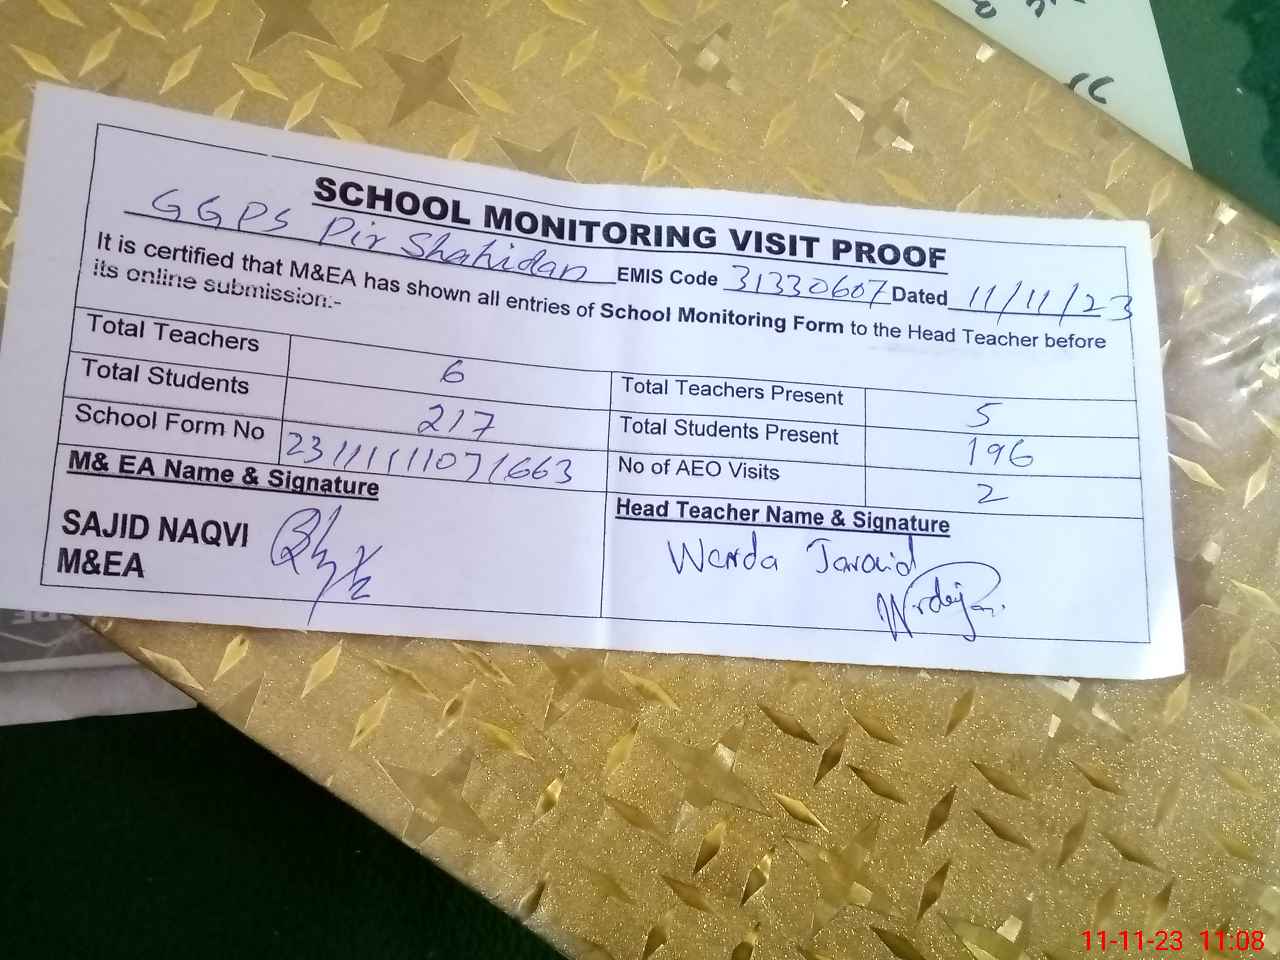 SCHOOL MONITORING VISIT PROOF
GGPS Pir Shahidan EMIS Code 31330607 Dated 11/11/23
It is certified that M&EA has shown all entries of School Monitoring Form to the Head Teacher before
its online submission:-
Total Teachers 6 Total Teachers Present 5
Total Students 217 Total Students Present 196
School Form No No of AEO Visits 2
M& EA Name & Signature Head Teacher Name & Signature
SAJID NAQVI Warda Javaid
M&EA
11-11-23 11:08